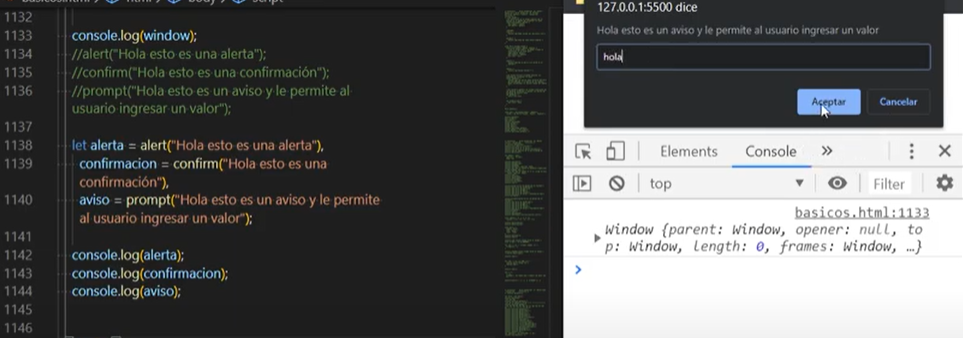 basicos.html > html > body > script
1132
1133 console.log(window);
1134 //alert("Hola esto es una alerta");
1135 //confirm("Hola esto es una confirmación");
1136 //prompt("Hola esto es un aviso y le permite al
usuario ingresar un valor");
1137
1138 let alerta = alert("Hola esto es una alerta"),
1139 confirmacion = confirm("Hola esto es una
confirmación"),
1140 aviso = prompt("Hola esto es un aviso y le permite
al usuario ingresar un valor");
1141
1142 console.log(alerta);
1143 console.log(confirmacion);
1144 console.log(aviso);
1145
1146
127.0.0.1:5500 dice
Hola esto es un aviso y le permite al usuario ingresar un valor
hola
Aceptar Cancelar
Elements Console »
top Filter
basicos.html:1133
Window {parent: Window, opener: null, to
p: Window, length: 0, frames: Window, …}